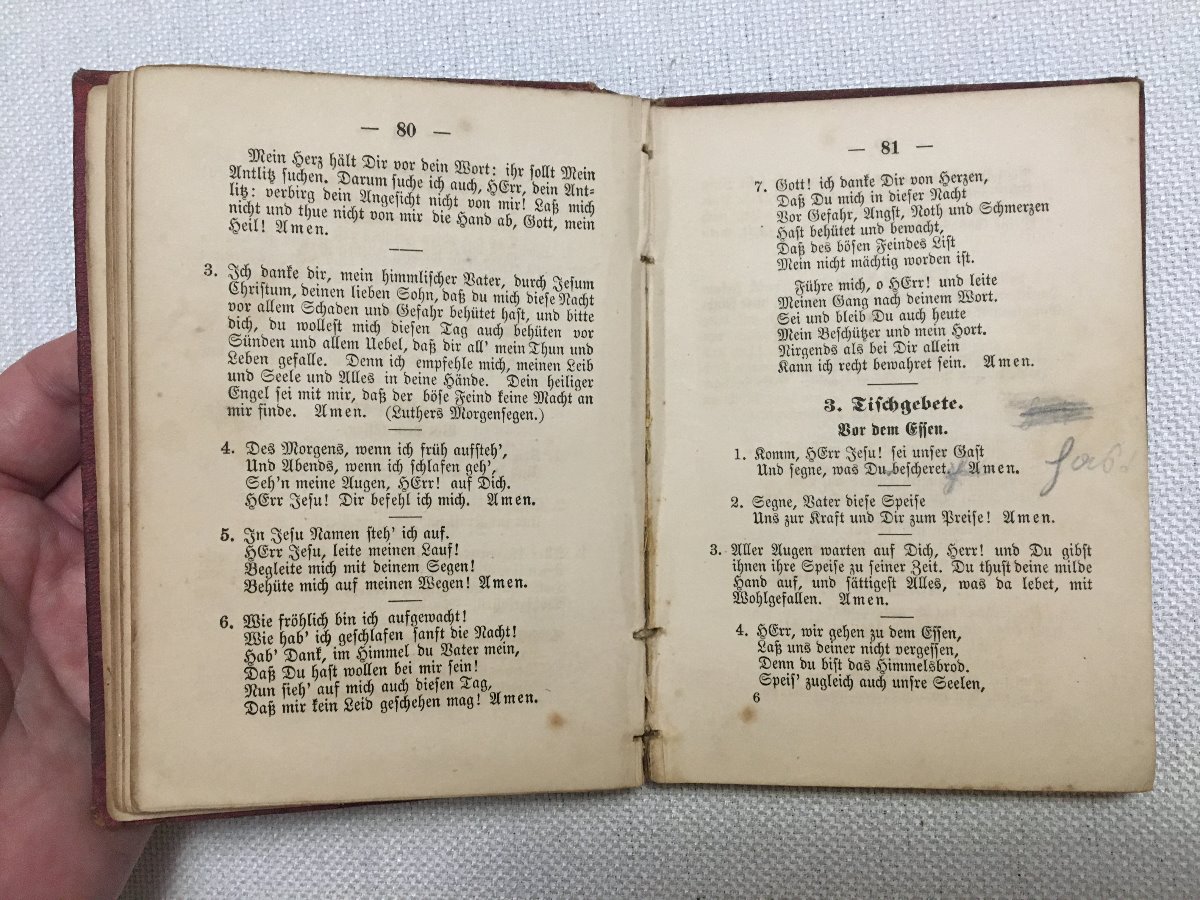 — 80 —
Mein Herz hält Dir vor dein Wort: ihr sollt Mein
Antlitz suchen. Darum suche ich auch, HErr, dein Ant-
litz: verbirg dein Angesicht nicht von mir! Laß mich
nicht und thue nicht von mir die Hand ab, Gott, mein
Heil! Amen.
3. Ich danke dir, mein himmlischer Vater, durch Jesum
Christum, deinen lieben Sohn, daß du mich diese Nacht
vor allem Schaden und Gefahr behütet hast, und bitte
dich, du wollest mich diesen Tag auch behüten vor
Sünden und allem Uebel, daß dir all' mein Thun und
Leben gefalle. Denn ich empfehle mich, meinen Leib
und Seele und Alles in deine Hände. Dein heiliger
Engel sei mit mir, daß der böse Feind keine Macht an
mir finde. Amen. (Luthers Morgensegen.)
4. Des Morgens, wenn ich früh aufsteh',
Und Abends, wenn ich schlafen geh',
Seh'n meine Augen, HErr! auf Dich.
HErr Jesu! Dir befehl ich mich. Amen.
5. In Jesu Namen steh' ich auf.
HErr Jesu, leite meinen Lauf!
Begleite mich mit deinem Segen!
Behüte mich auf meinen Wegen! Amen.
6. Wie fröhlich bin ich aufgewacht!
Wie hab' ich geschlafen sanft die Nacht!
Hab' Dank, im Himmel du Vater mein,
Daß Du hast wollen bei mir sein!
Nun sieh' auf mich auch diesen Tag,
Daß mir kein Leid geschehen mag! Amen.
— 81 —
7. Gott! ich danke Dir von Herzen,
Daß Du mich in dieser Nacht
Vor Gefahr, Angst, Noth und Schmerzen
Hast behütet und bewacht,
Daß des bösen Feindes List
Mein nicht mächtig worden ist.
Führe mich, o HErr! und leite
Meinen Gang nach deinem Wort.
Sei und bleib Du auch heute
Mein Beschützer und mein Hort.
Nirgends als bei Dir allein
Kann ich recht bewahret sein. Amen.
3. Tischgebete.
Vor dem Essen.
1. Komm, HErr Jesu! sei unser Gast
Und segne, was Du bescheret. Amen.
2. Segne, Vater diese Speise
Uns zur Kraft und Dir zum Preise! Amen.
3. Aller Augen warten auf Dich, Herr! und Du gibst
ihnen ihre Speise zu seiner Zeit. Du thust deine milde
Hand auf, und sättigest Alles, was da lebet, mit
Wohlgefallen. Amen.
4. HErr, wir gehen zu dem Essen,
Laß uns deiner nicht vergessen,
Denn du bist das Himmelsbrod.
Speis' zugleich auch unsre Seelen,
6